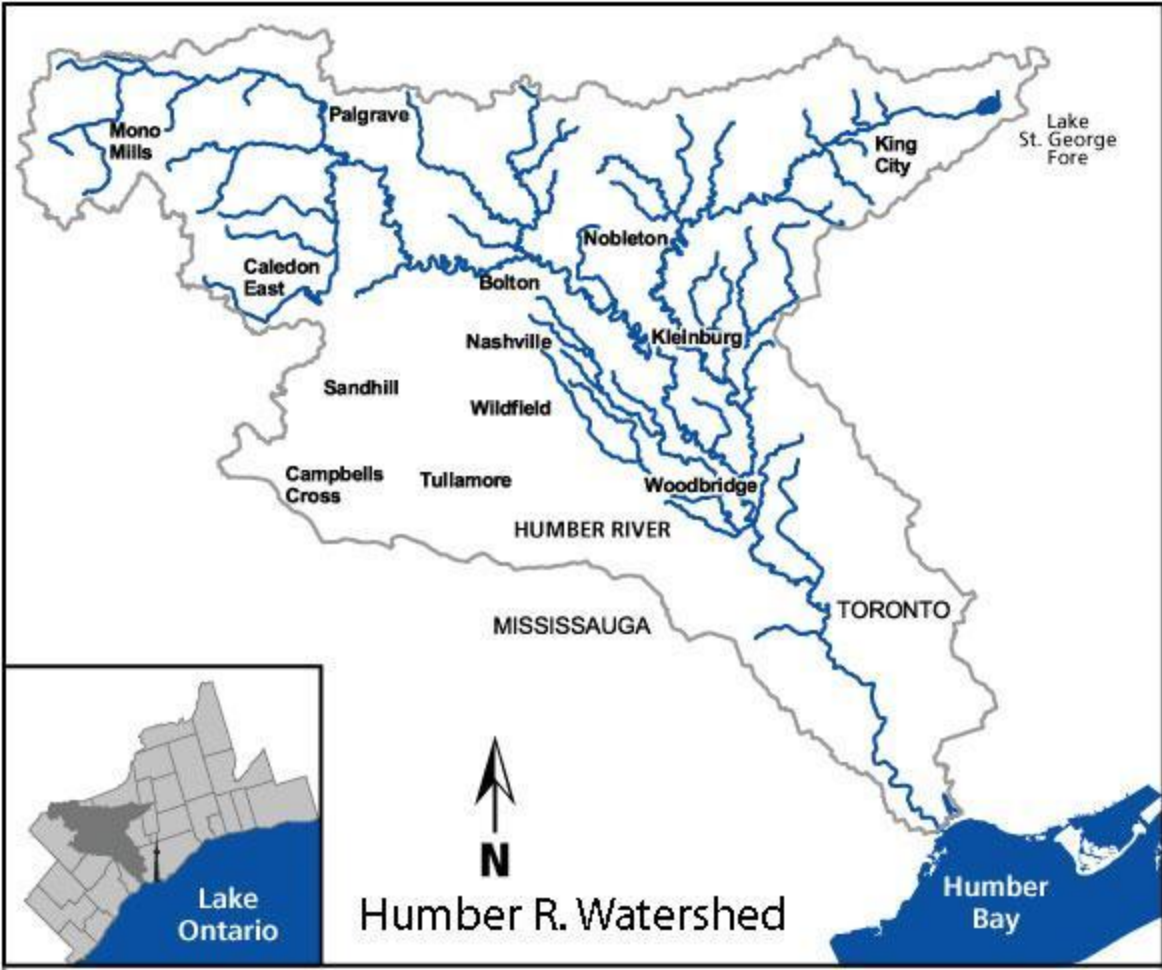 Palgrave
Mono
Mills
King
City
Lake
St. George
Fore
Nobleton
Caledon
East
Bolton
Nashville
Kleinburg
Sandhill
Wildfield
Campbells
Cross
Tullamore
Woodbridge
HUMBER RIVER
TORONTO
MISSISSAUGA
N
Humber R. Watershed
Lake
Ontario
Humber
Bay